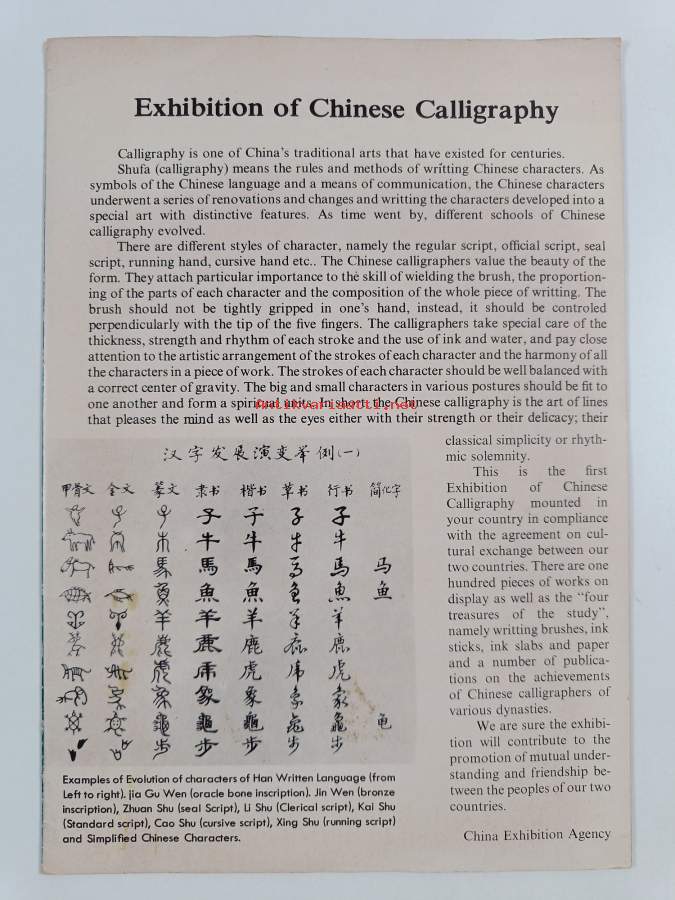 Exhibition of Chinese Calligraphy
Calligraphy is one of China's traditional arts that have existed for centuries.
Shufa (calligraphy) means the rules and methods of writting Chinese characters. As
symbols of the Chinese language and a means of communication, the Chinese characters
underwent a series of renovations and changes and writting the characters developed into a
special art with distinctive features. As time went by, different schools of Chinese
calligraphy evolved.
There are different styles of character, namely the regular script, official script, seal
script, running hand, cursive hand etc.. The Chinese calligraphers value the beauty of the
form. They attach particular importance to the skill of wielding the brush, the proportion-
ing of the parts of each character and the composition of the whole piece of writting. The
brush should not be tightly gripped in one's hand, instead, it should be controled
perpendicularly with the tip of the five fingers. The calligraphers take special care of the
thickness, strength and rhythm of each stroke and the use of ink and water, and pay close
attention to the artistic arrangement of the strokes of each character and the harmony of all
the characters in a piece of work. The strokes of each character should be well balanced with
a correct center of gravity. The big and small characters in various postures should be fit to
one another and form a spiritual units. In short, the Chinese calligraphy is the art of lines
that pleases the mind as well as the eyes either with their strength or their delicacy; their
classical simplicity or rhyth-
mic solemnity.
This is the first
Exhibition of Chinese
Calligraphy mounted in
your country in compliance
with the agreement on cul-
tural exchange between our
two countries. There are one
hundred pieces of works on
display as well as the "four
treasures of the study",
namely writting brushes, ink
sticks, ink slabs and paper
and a number of publica-
tions on the achievements
of Chinese calligraphers of
various dynasties.
We are sure the exhibi-
tion will contribute to the
promotion of mutual under-
standing and friendship be-
tween the peoples of our two
countries.
China Exhibition Agency
汉字发展演变举例(一)
甲骨文 金文 篆文 隶书 楷书 草书 行书 简化字
子 子 子 子
牛 牛 牛 牛
馬 馬 马
魚 魚 魚 鱼
羊 羊 羊 羊
鹿 鹿 鹿
虎 虎 虎
象 象 象 象
龜 龜 龜 龟
步 步 步 步
Examples of Evolution of characters of Han Written Language (from
Left to right). jia Gu Wen (oracle bone inscription). Jin Wen (bronze
inscription), Zhuan Shu (seal Script), Li Shu (Clerical script), Kai Shu
(Standard script), Cao Shu (cursive script), Xing Shu (running script)
and Simplified Chinese Characters.